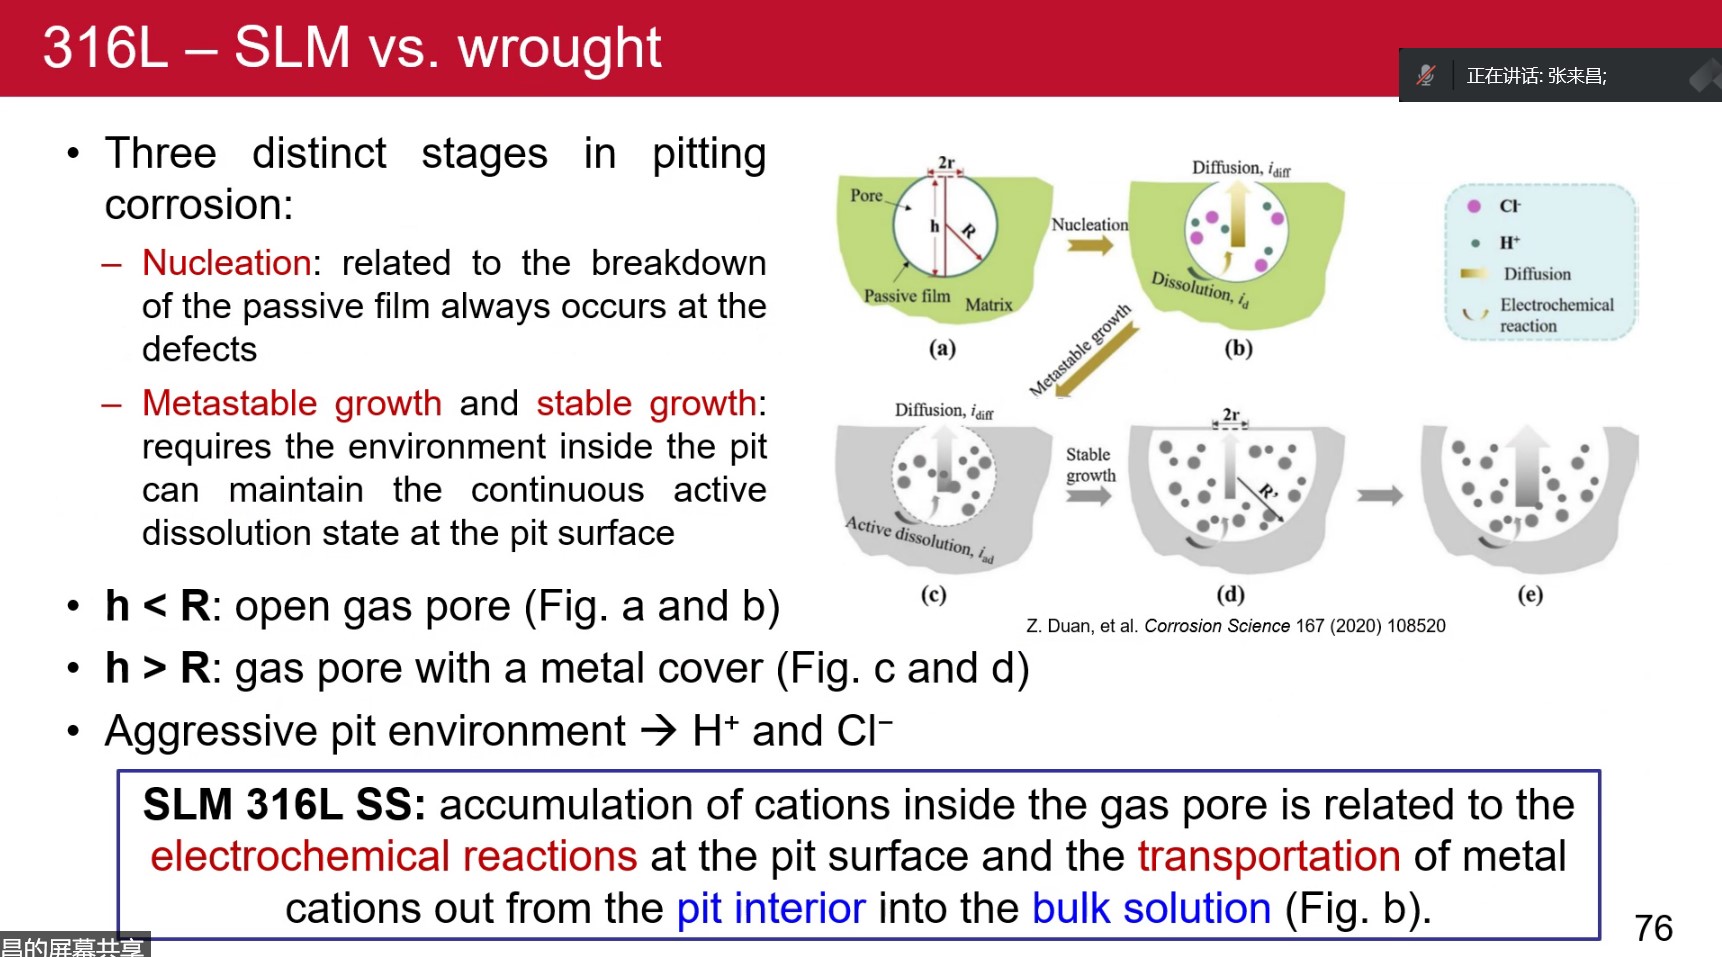 316L – SLM vs. wrought
正在讲话: 张来昌;
• Three distinct stages in pitting
corrosion:
– Nucleation: related to the breakdown
of the passive film always occurs at the
defects
– Metastable growth and stable growth:
requires the environment inside the pit
can maintain the continuous active
dissolution state at the pit surface
• h < R: open gas pore (Fig. a and b)
• h > R: gas pore with a metal cover (Fig. c and d)
• Aggressive pit environment → H⁺ and Cl⁻
2r
Pore
h
R
Passive film
Matrix
(a)
Nucleation
Diffusion, idiff
Dissolution, id
(b)
Cl-
H+
Diffusion
Electrochemical
reaction
Metastable growth
Diffusion, idiff
Active dissolution, iad
(c)
Stable
growth
2r
R'
(d)
(e)
Z. Duan, et al. Corrosion Science 167 (2020) 108520
SLM 316L SS: accumulation of cations inside the gas pore is related to the
electrochemical reactions at the pit surface and the transportation of metal
cations out from the pit interior into the bulk solution (Fig. b).
76
昌的屏幕共享